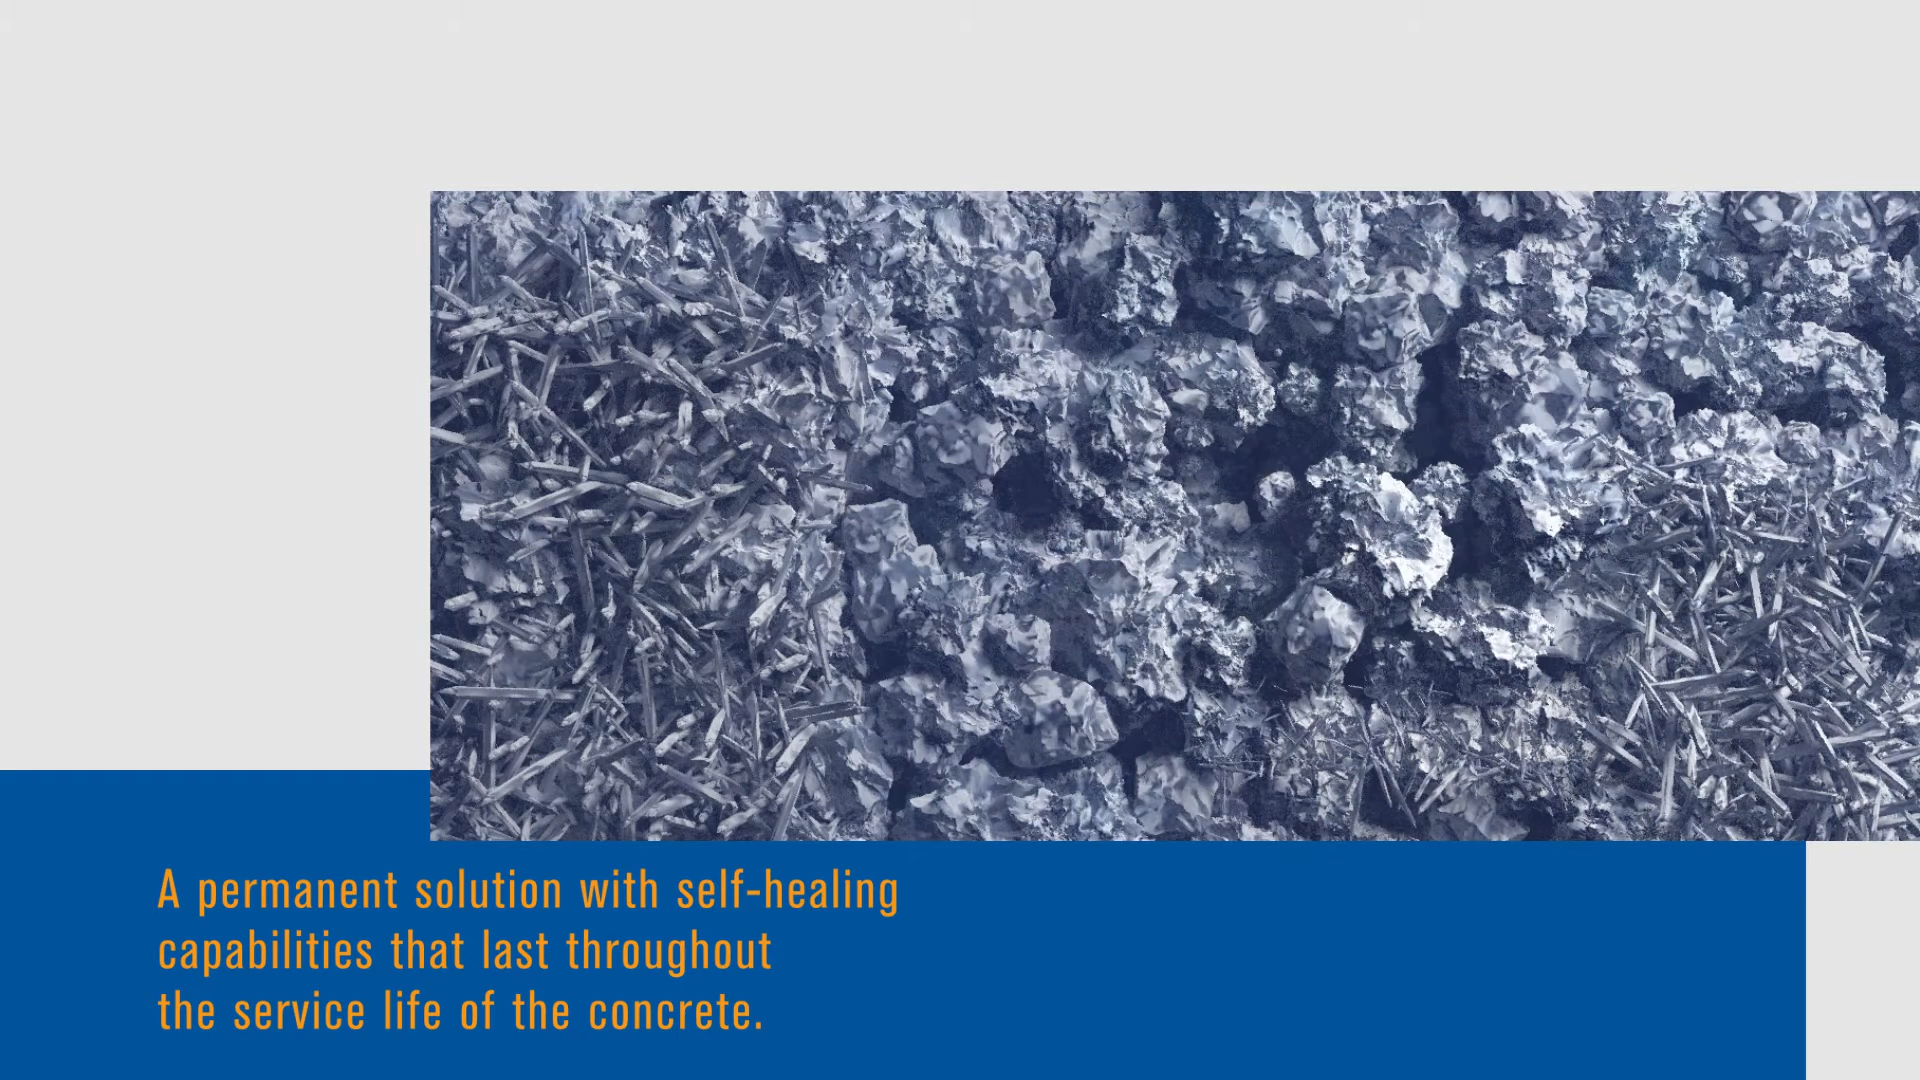 A permanent solution with self-healing
capabilities that last throughout
the service life of the concrete.